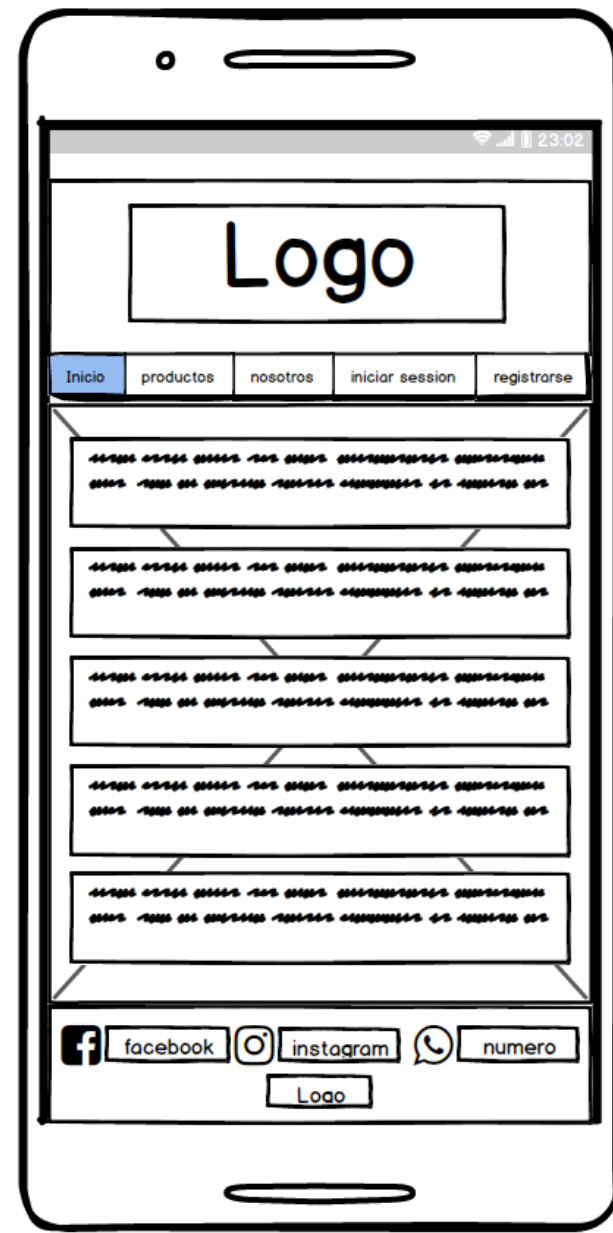 23:02
Logo
Inicio productos nosotros iniciar session registrarse
facebook instagram numero
Logo